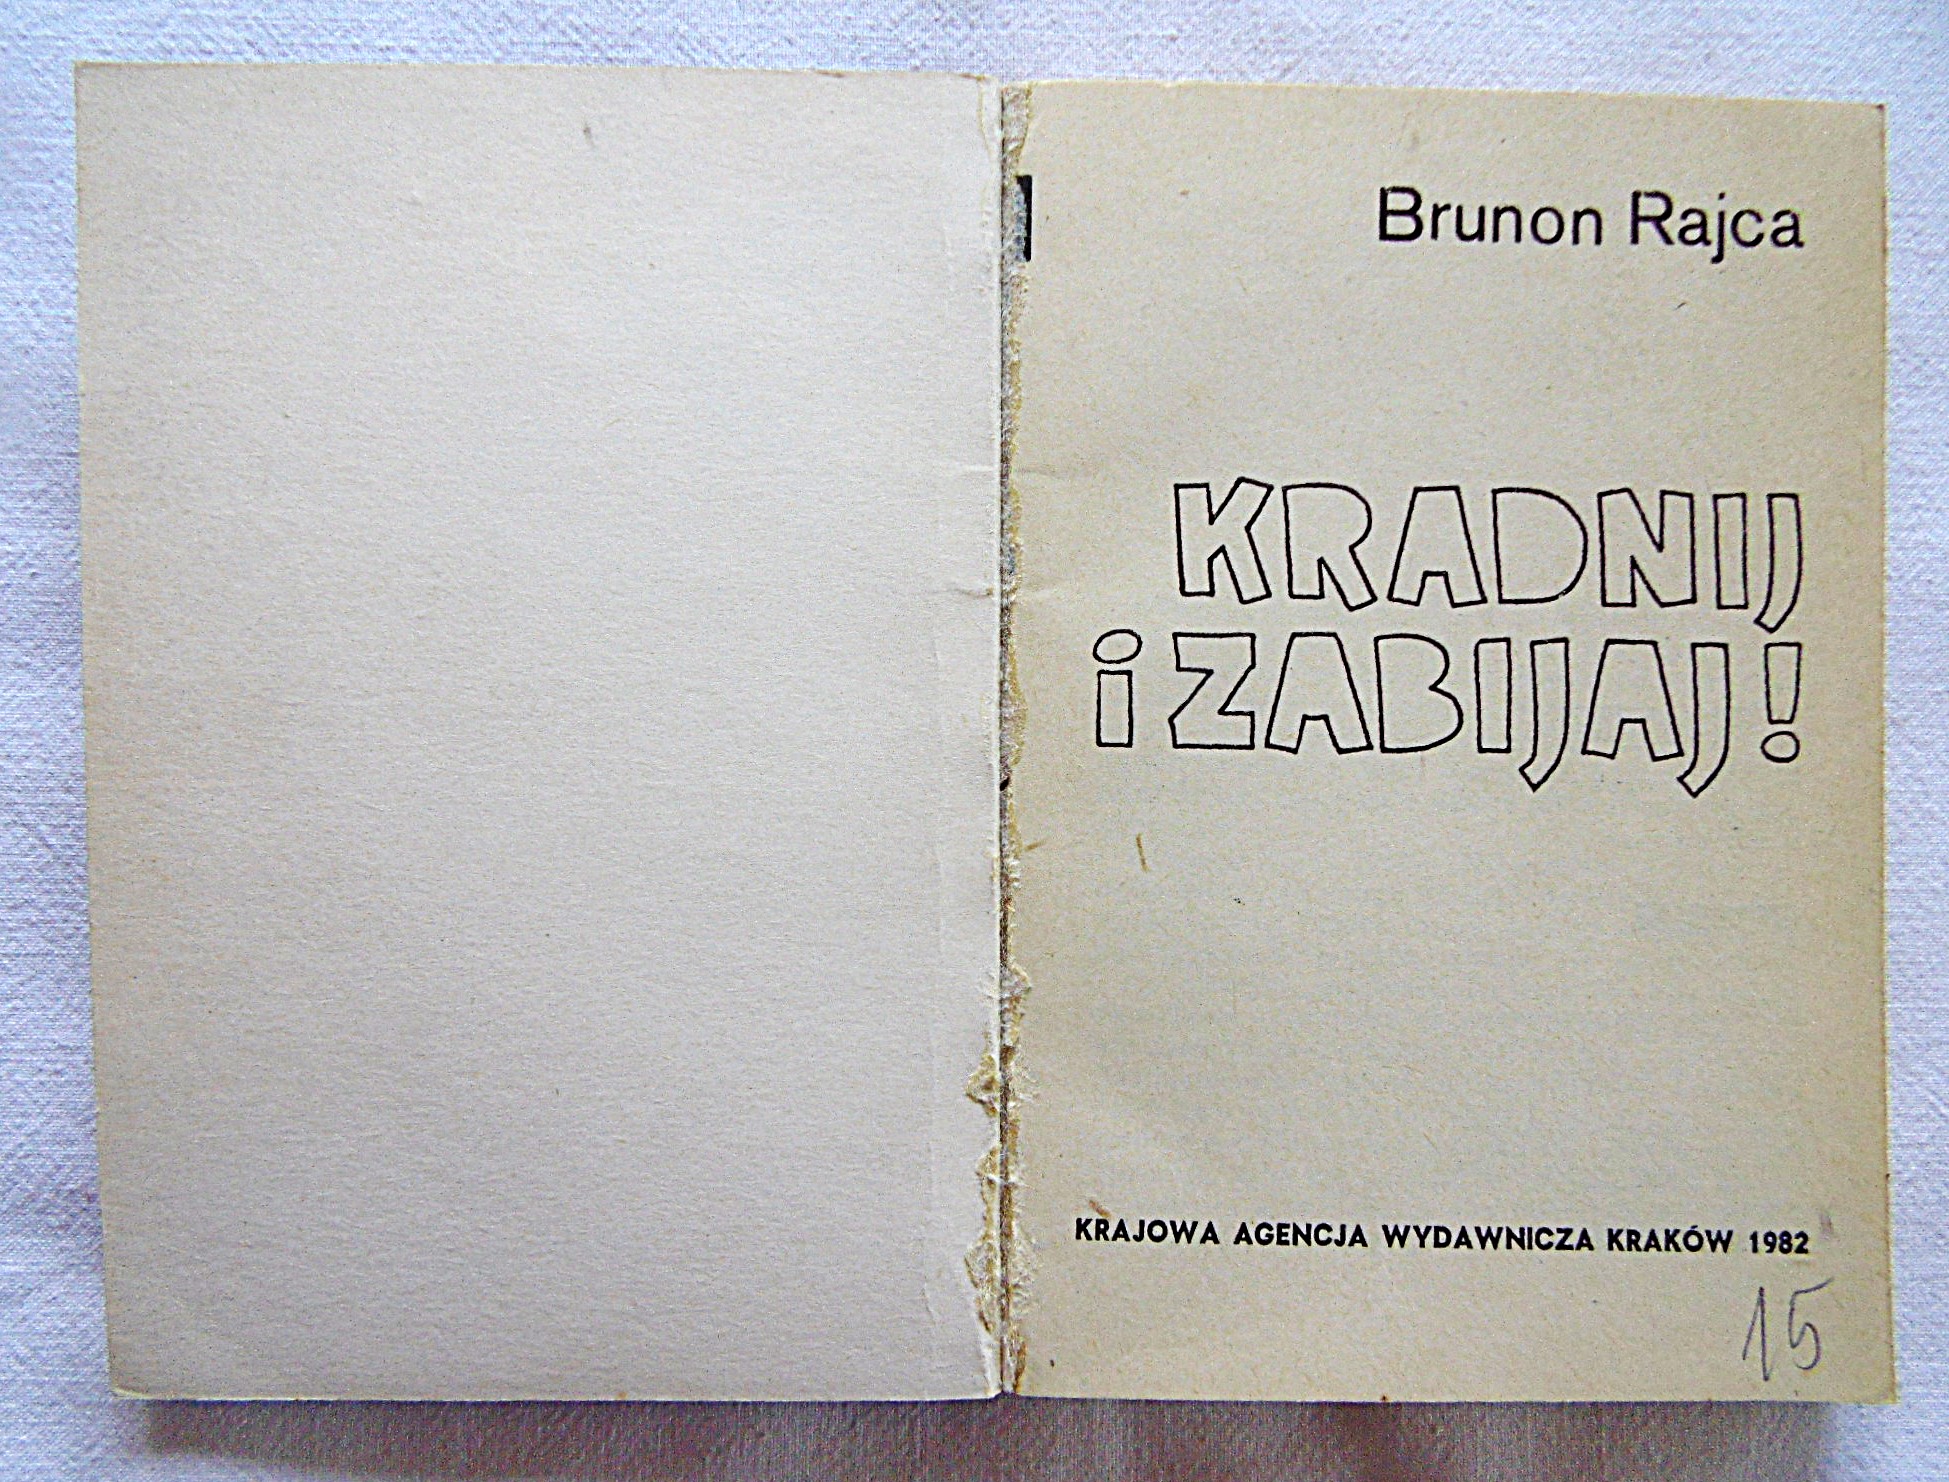 Brunon Rajca
KRADNIJ
i ZABIJAJ!
KRAJOWA AGENCJA WYDAWNICZA KRAKÓW 1982
15